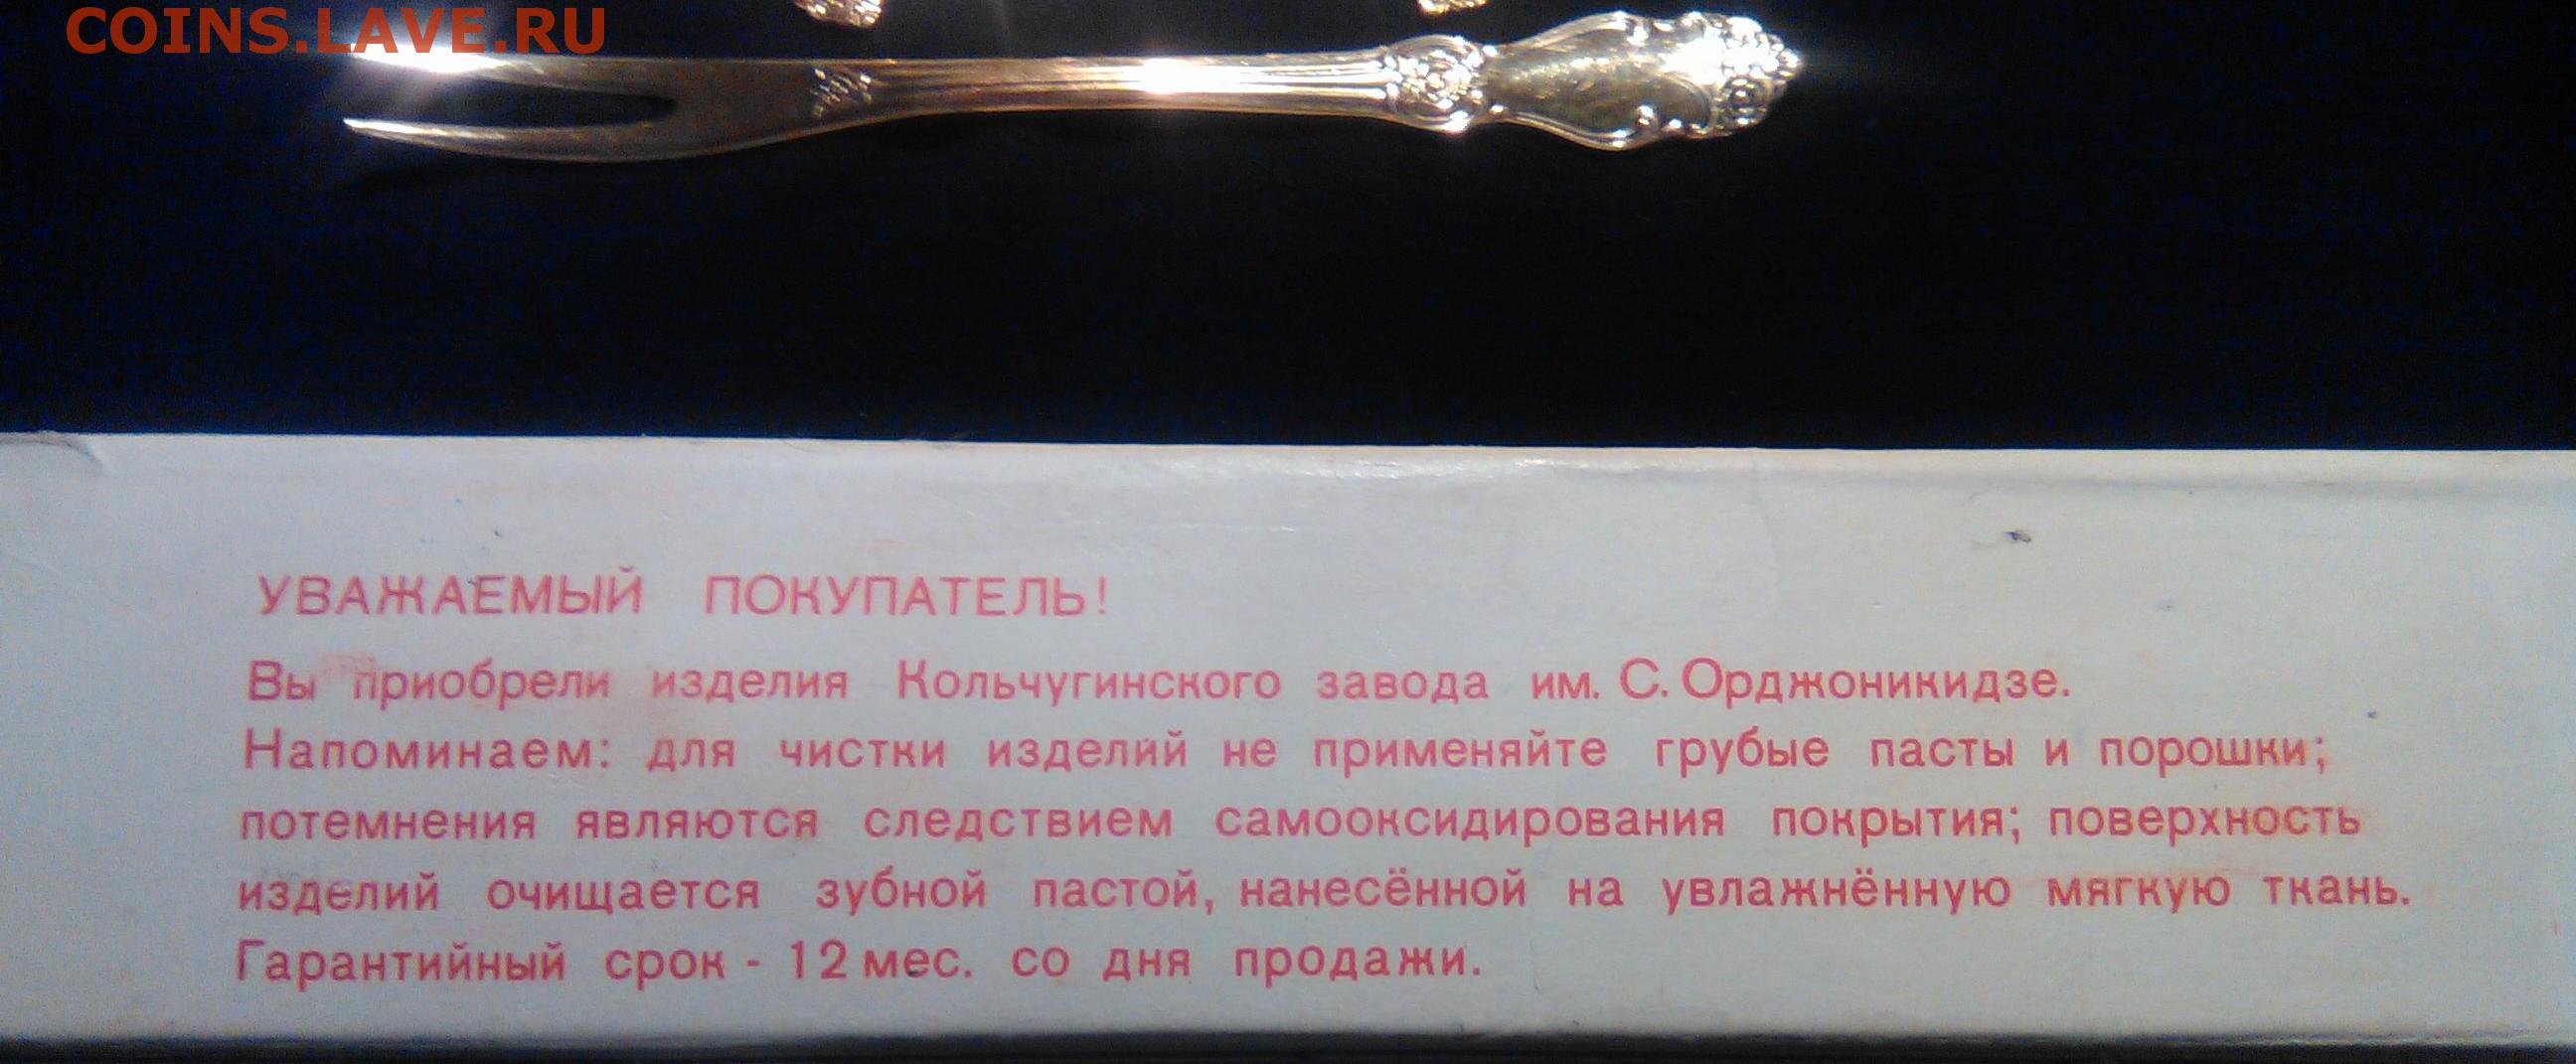 COINS.LAVE.RU
УВАЖАЕМЫЙ ПОКУПАТЕЛЬ!
Вы приобрели изделия Кольчугинского завода им. С. Орджоникидзе.
Напоминаем: для чистки изделий не применяйте грубые пасты и порошки;
потемнения являются следствием самооксидирования покрытия; поверхность
изделий очищается зубной пастой, нанесённой на увлажнённую мягкую ткань.
Гарантийный срок - 12 мес. со дня продажи.